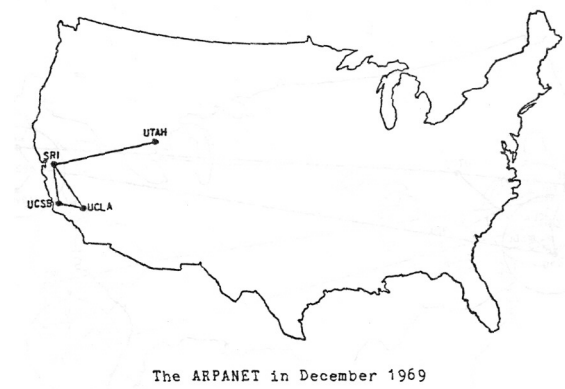 UTAH
SRI
UCSB
UCLA
The ARPANET in December 1969